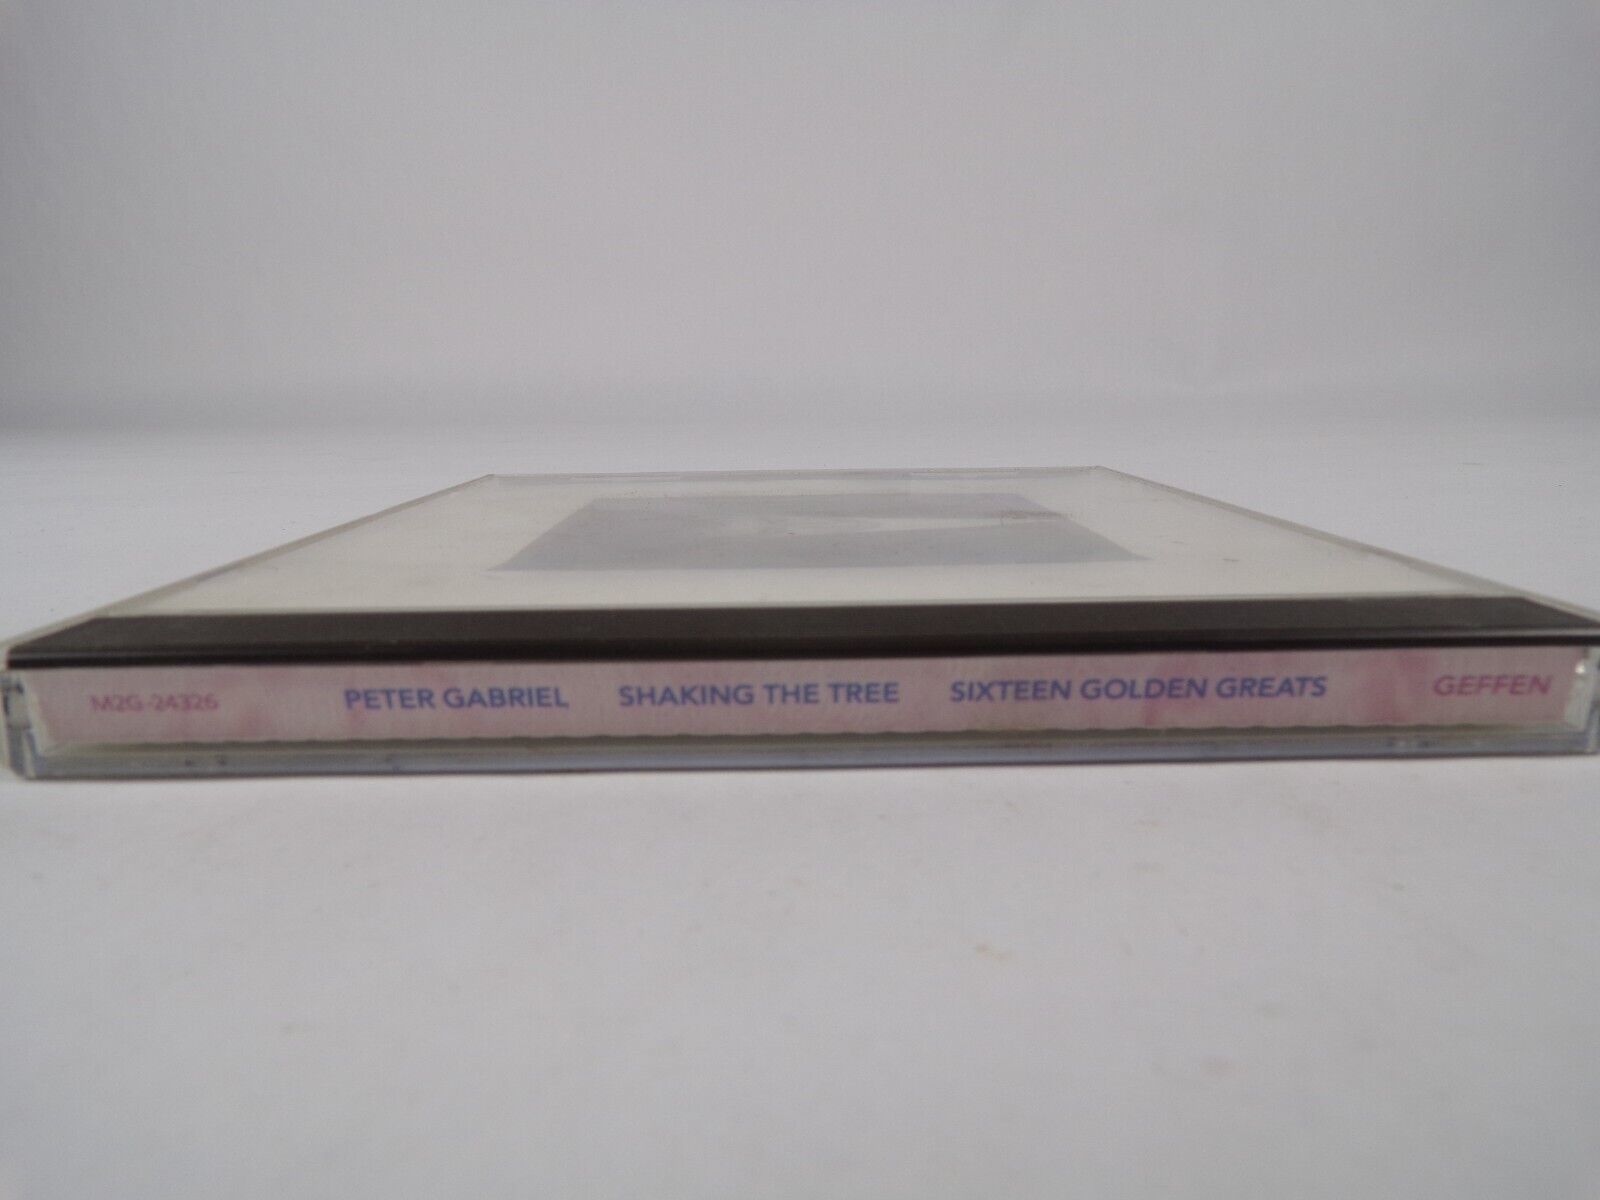 M2G-24326 PETER GABRIEL SHAKING THE TREE SIXTEEN GOLDEN GREATS GEFFEN